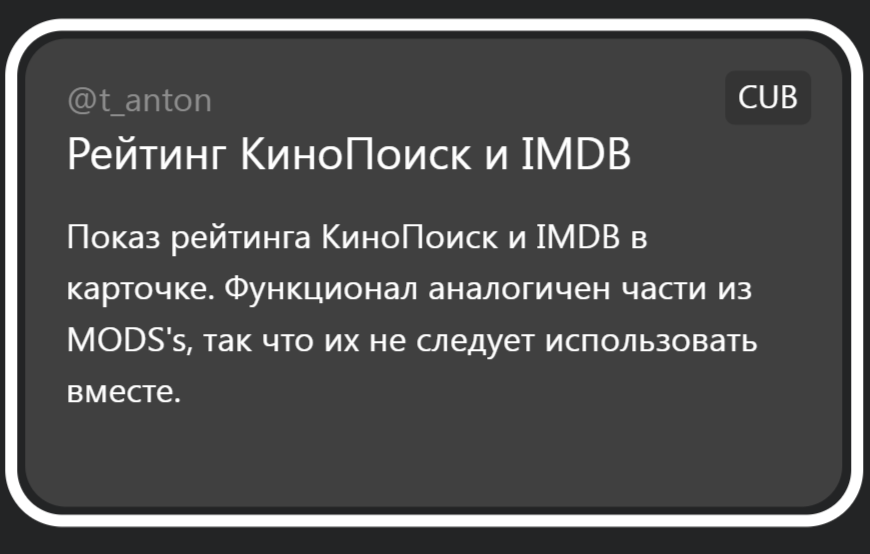 @t_anton
CUB
Рейтинг КиноПоиск и IMDB
Показ рейтинга КиноПоиск и IMDB в
карточке. Функционал аналогичен части из
MODS's, так что их не следует использовать
вместе.